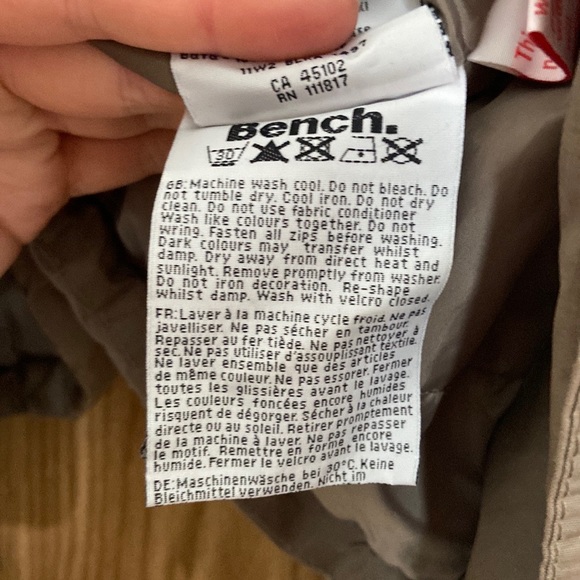 CA 45102
RN 111817
Bench.
30
GB:Machine wash cool. Do not bleach. Do
not tumble dry. Cool iron. Do not dry
clean. Do not use fabric conditioner
Wash like colours together. Do not
wring. Fasten all zips before washing.
Dark colours may transfer whilst
damp. Dry away from direct heat and
sunlight. Remove promptly from washer.
Do not iron decoration. Re-shape
whilst damp. Wash with velcro closed.
FR:Laver à la machine cycle froid. Ne pas
javelliser. Ne pas sécher en tambour.
Repasser au fer tiède. Ne pas nettoyer à
sec. Ne pas utiliser d'assouplissant textile.
Ne laver ensemble que des articles
de même couleur. Ne pas essorer. Fermer
toutes les glissières avant le lavage.
Les couleurs foncées encore humides
risquent de dégorger. Sécher à la chaleur
directe ou au soleil. Retirer promptement
de la machine à laver. Ne pas repasser
le motif. Remettre en forme encore
humide. Fermer le velcro avant le lavage.
DE:Maschinenwäsche bei 30°C. Keine
Bleichmittel verwenden. Nicht im